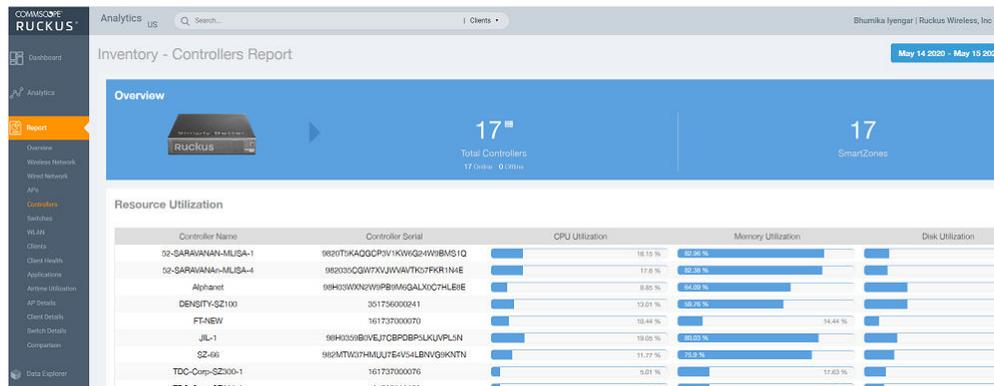 COMMSCOPE
RUCKUS
Analytics US
Search...
Clients
Bhumika Iyengar | Ruckus Wireless, Inc
Dashboard
Analytics
Report
Overview
Wireless Network
Wired Network
APs
Controllers
Switches
WLAN
Clients
Client Health
Applications
Airtime Utilization
AP Details
Client Details
Switch Details
Comparison
Data Explorer
Inventory - Controllers Report
May 14 2020 - May 15 202
Overview
Simply Better
Ruckus
17
Total Controllers
17 Online 0 Offline
17
SmartZones
Resource Utilization
Controller Name Controller Serial CPU Utilization Memory Utilization Disk Utilization
52-SARAVANAN-MLISA-1 9820T5KAQGCP3V1KW6G24W9BMS1Q 18.15 % 82.96 %
52-SARAVANAn-MLISA-4 982035CGW7XVJWVAVTK57FKR1N4E 17.6 % 82.38 %
Alphanet 98H03WXN2W9PB9M6GALX0C7HLE8E 9.85 % 64.09 %
DENSITY-SZ100 351756000241 13.01 % 59.76 %
FT-NEW 161737000070 10.44 % 14.44 %
JIL-1 98H0359B0VEJ7CBPDBP5LKUVPL5N 19.05 % 80.03 %
SZ-66 982MTW37HMUU7E4V54LBNVG9KNTN 11.77 % 75.9 %
TDC-Corp-SZ300-1 161737000076 5.01 % 17.63 %